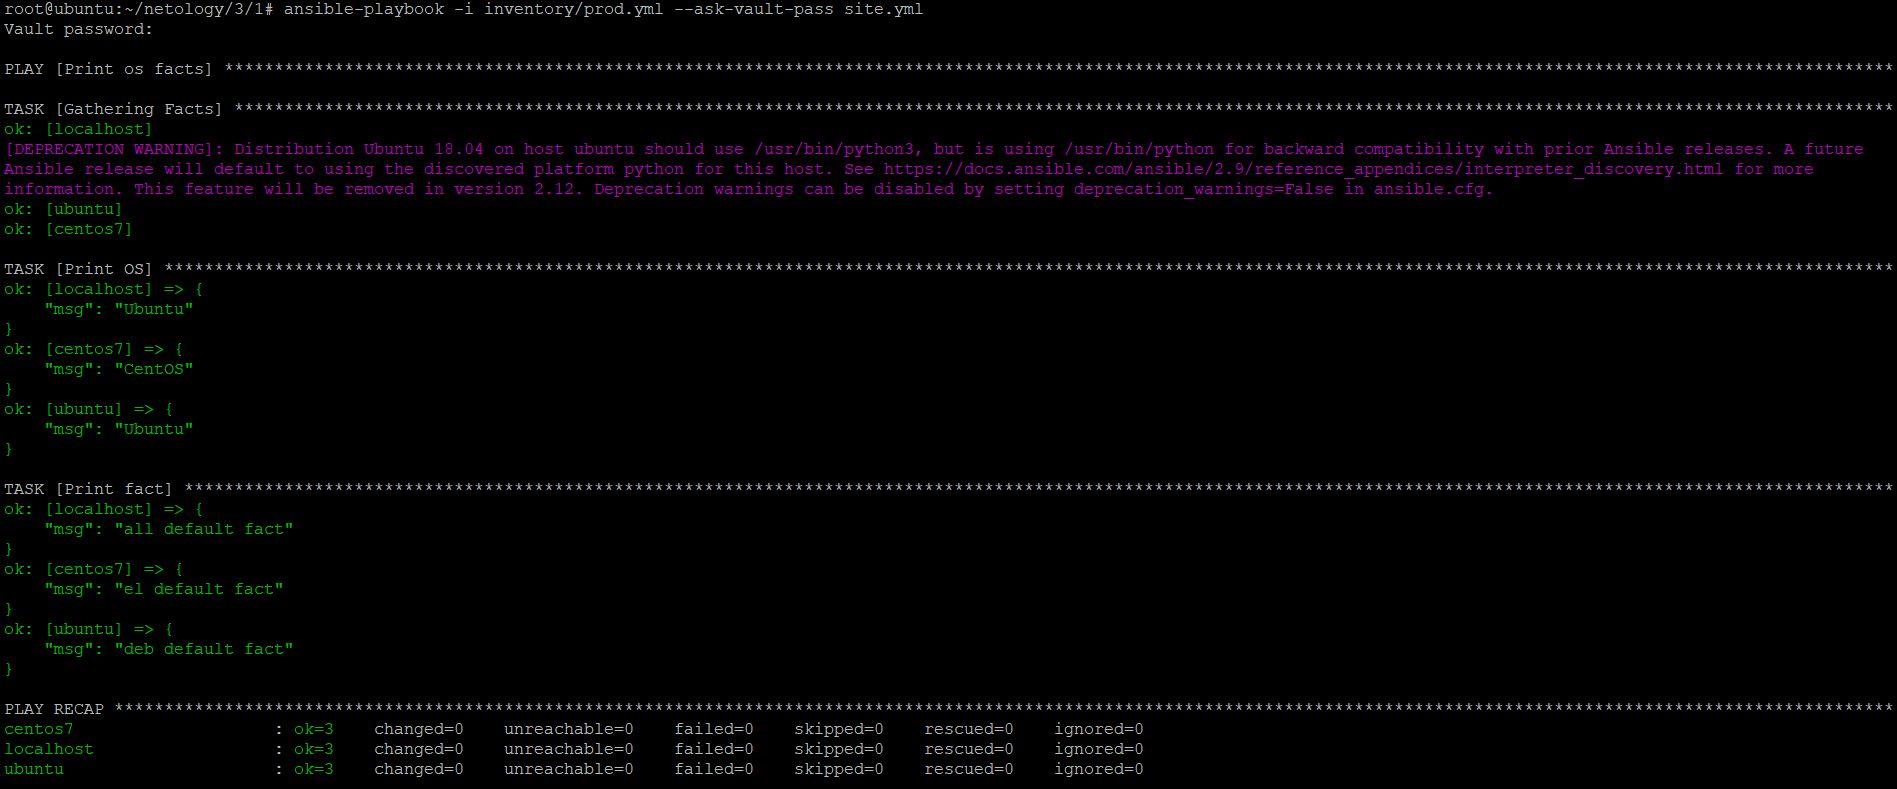 root@ubuntu:~/netology/3/1# ansible-playbook -i inventory/prod.yml --ask-vault-pass site.yml
Vault password:
PLAY [Print os facts] ***********************************************************************************************************************************************************************
TASK [Gathering Facts] **********************************************************************************************************************************************************************
ok: [localhost]
[DEPRECATION WARNING]: Distribution Ubuntu 18.04 on host ubuntu should use /usr/bin/python3, but is using /usr/bin/python for backward compatibility with prior Ansible releases. A future
Ansible release will default to using the discovered platform python for this host. See https://docs.ansible.com/ansible/2.9/reference_appendices/interpreter_discovery.html for more
information. This feature will be removed in version 2.12. Deprecation warnings can be disabled by setting deprecation_warnings=False in ansible.cfg.
ok: [ubuntu]
ok: [centos7]
TASK [Print OS] *****************************************************************************************************************************************************************************
ok: [localhost] => {
    "msg": "Ubuntu"
}
ok: [centos7] => {
    "msg": "CentOS"
}
ok: [ubuntu] => {
    "msg": "Ubuntu"
}
TASK [Print fact] ***************************************************************************************************************************************************************************
ok: [localhost] => {
    "msg": "all default fact"
}
ok: [centos7] => {
    "msg": "el default fact"
}
ok: [ubuntu] => {
    "msg": "deb default fact"
}
PLAY RECAP **********************************************************************************************************************************************************************************
centos7                    : ok=3    changed=0    unreachable=0    failed=0    skipped=0    rescued=0    ignored=0
localhost                  : ok=3    changed=0    unreachable=0    failed=0    skipped=0    rescued=0    ignored=0
ubuntu                     : ok=3    changed=0    unreachable=0    failed=0    skipped=0    rescued=0    ignored=0